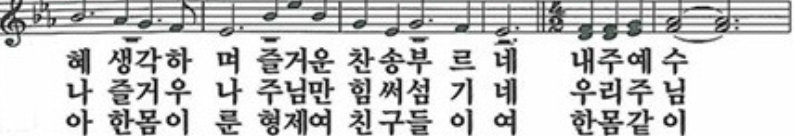 혜 생각하 며 즐거운 찬송부 르 네 내주예 수
나 즐거우 나 주님만 힘써섬 기 네 우리주 님
아 한몸이 룬 형제여 친구들 이 여 한몸같 이